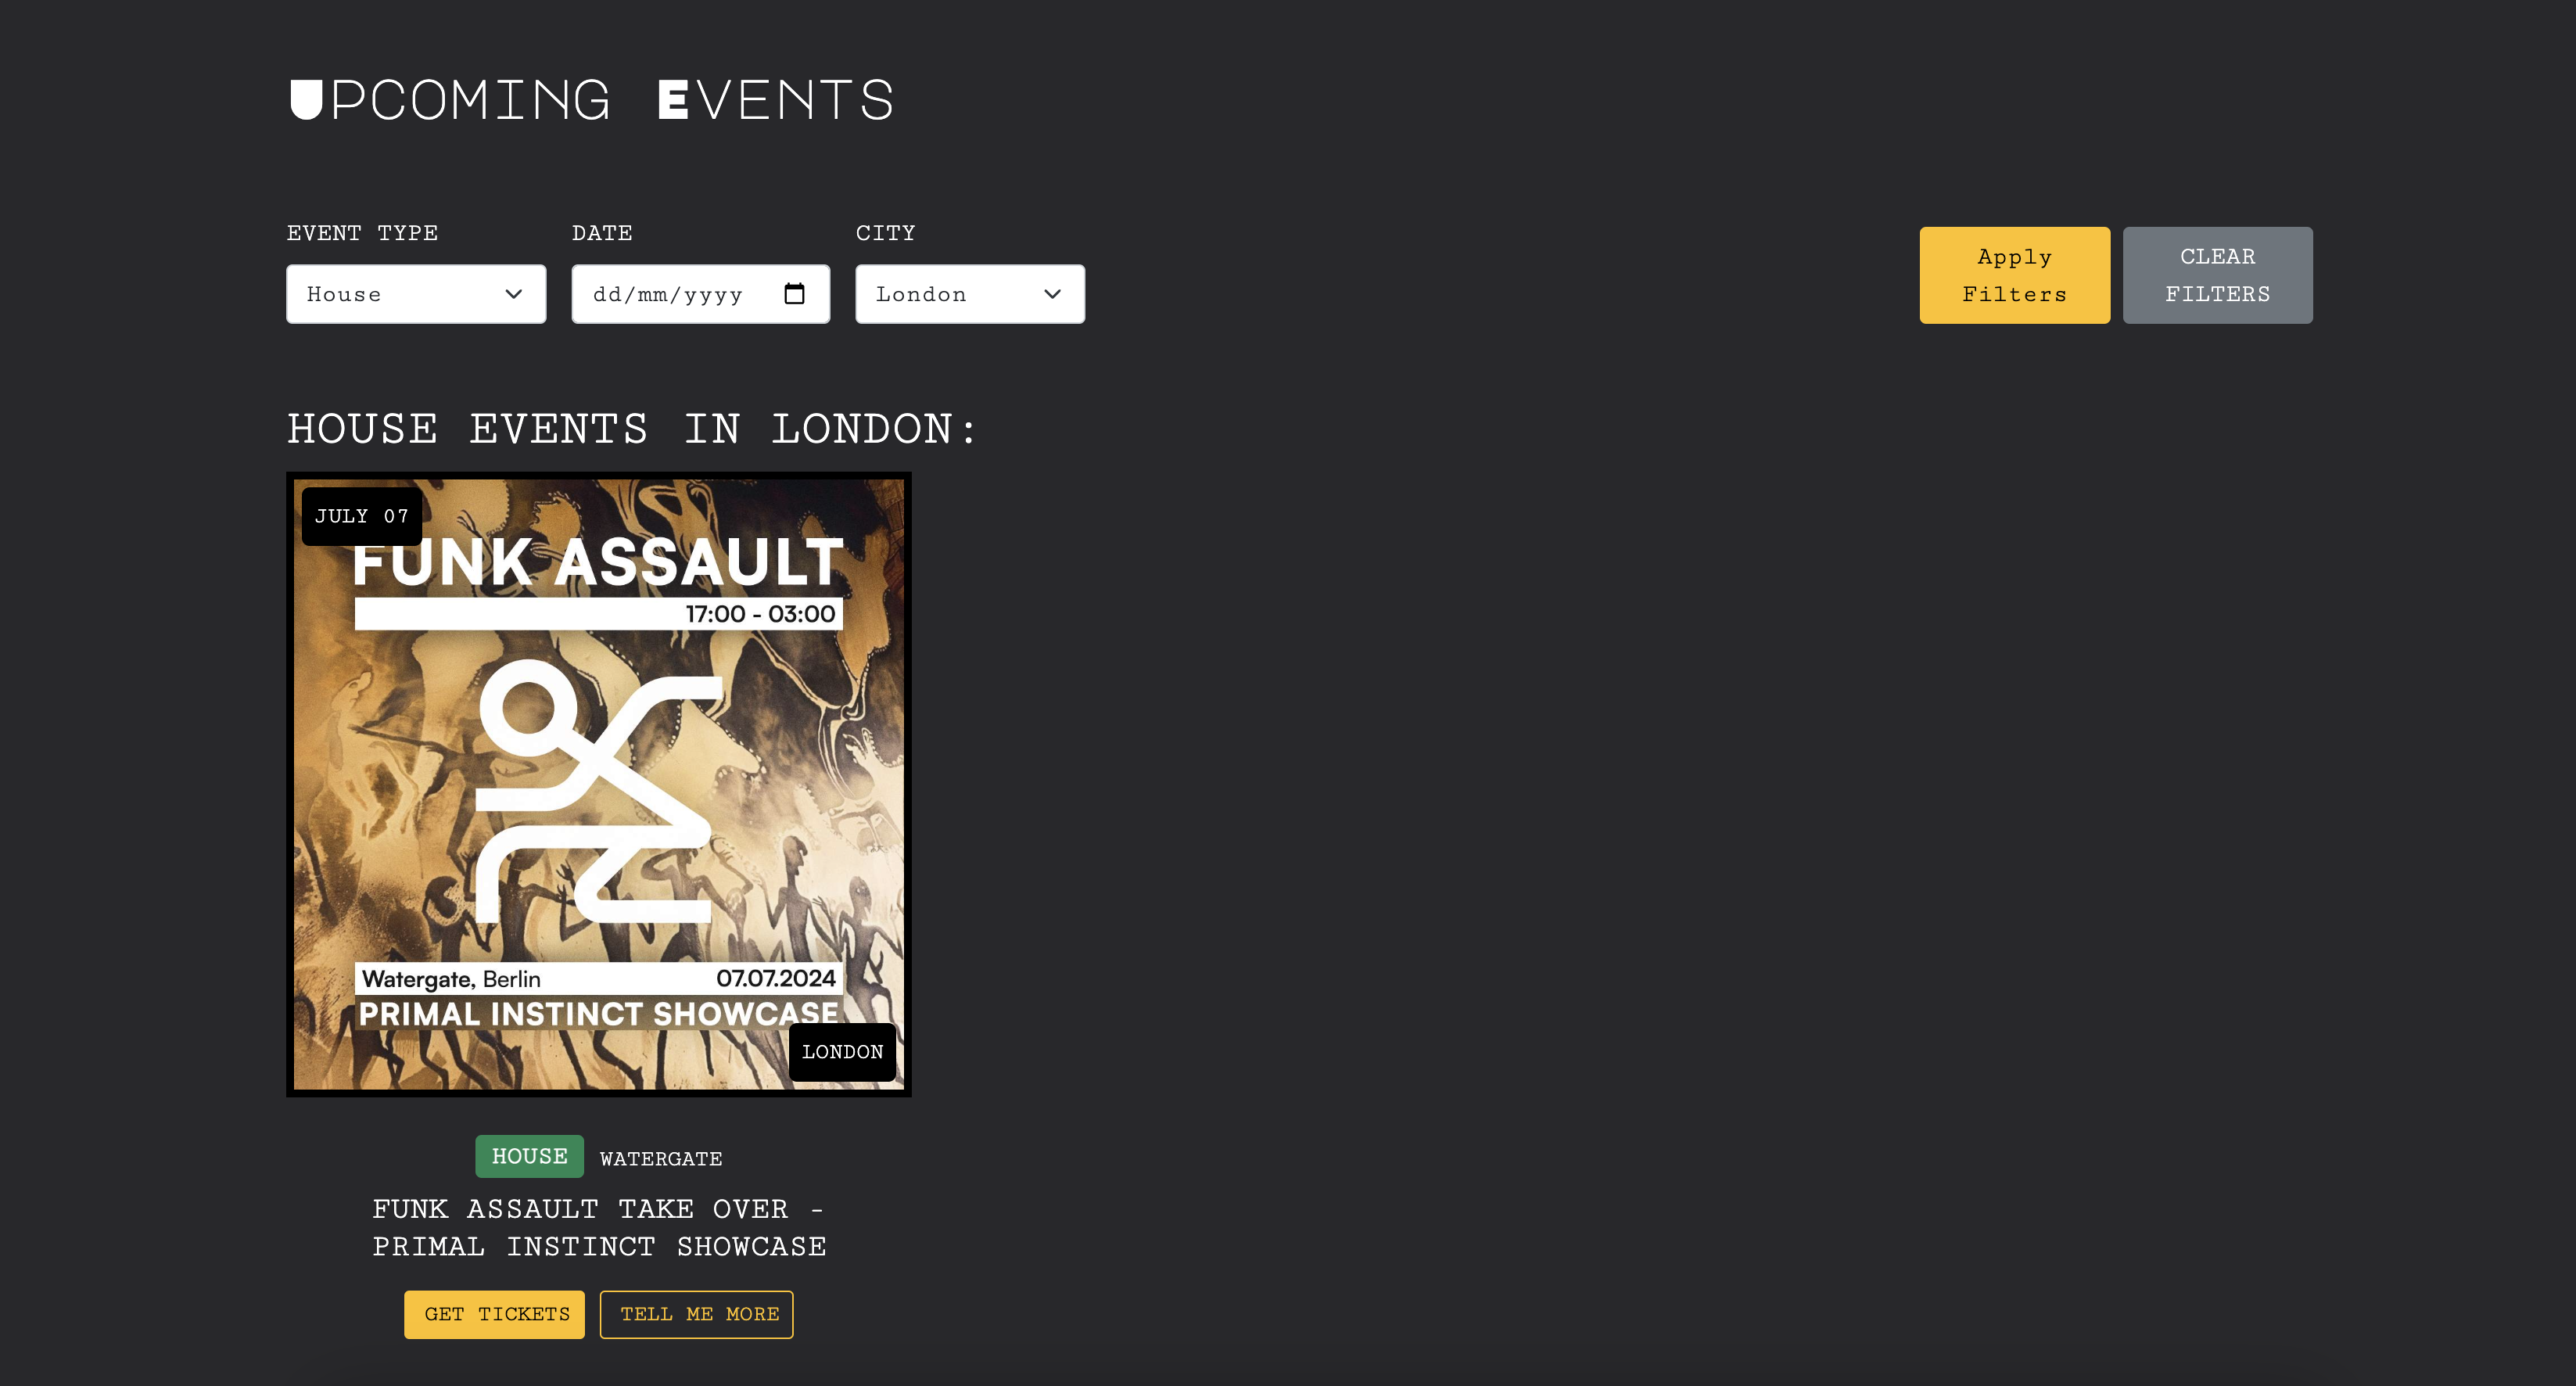 UPCOMING EVENTS
EVENT TYPE
DATE
CITY
House
dd/mm/yyyy
London
Apply
Filters
CLEAR
FILTERS
HOUSE EVENTS IN LONDON:
JULY 07
FUNK ASSAULT
17:00 - 03:00
Watergate, Berlin
07.07.2024
PRIMAL INSTINCT SHOWCASE
LONDON
HOUSE
WATERGATE
FUNK ASSAULT TAKE OVER -
PRIMAL INSTINCT SHOWCASE
GET TICKETS
TELL ME MORE